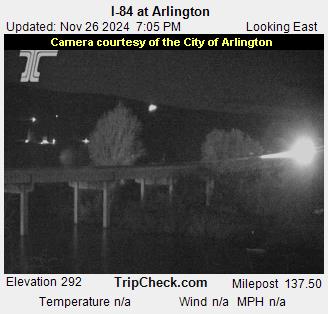 I-84 at Arlington
Updated: Nov 26 2024 7:05 PM Looking East
Camera courtesy of the City of Arlington
Elevation 292 TripCheck.com Milepost 137.50
Temperature n/a Wind n/a MPH n/a